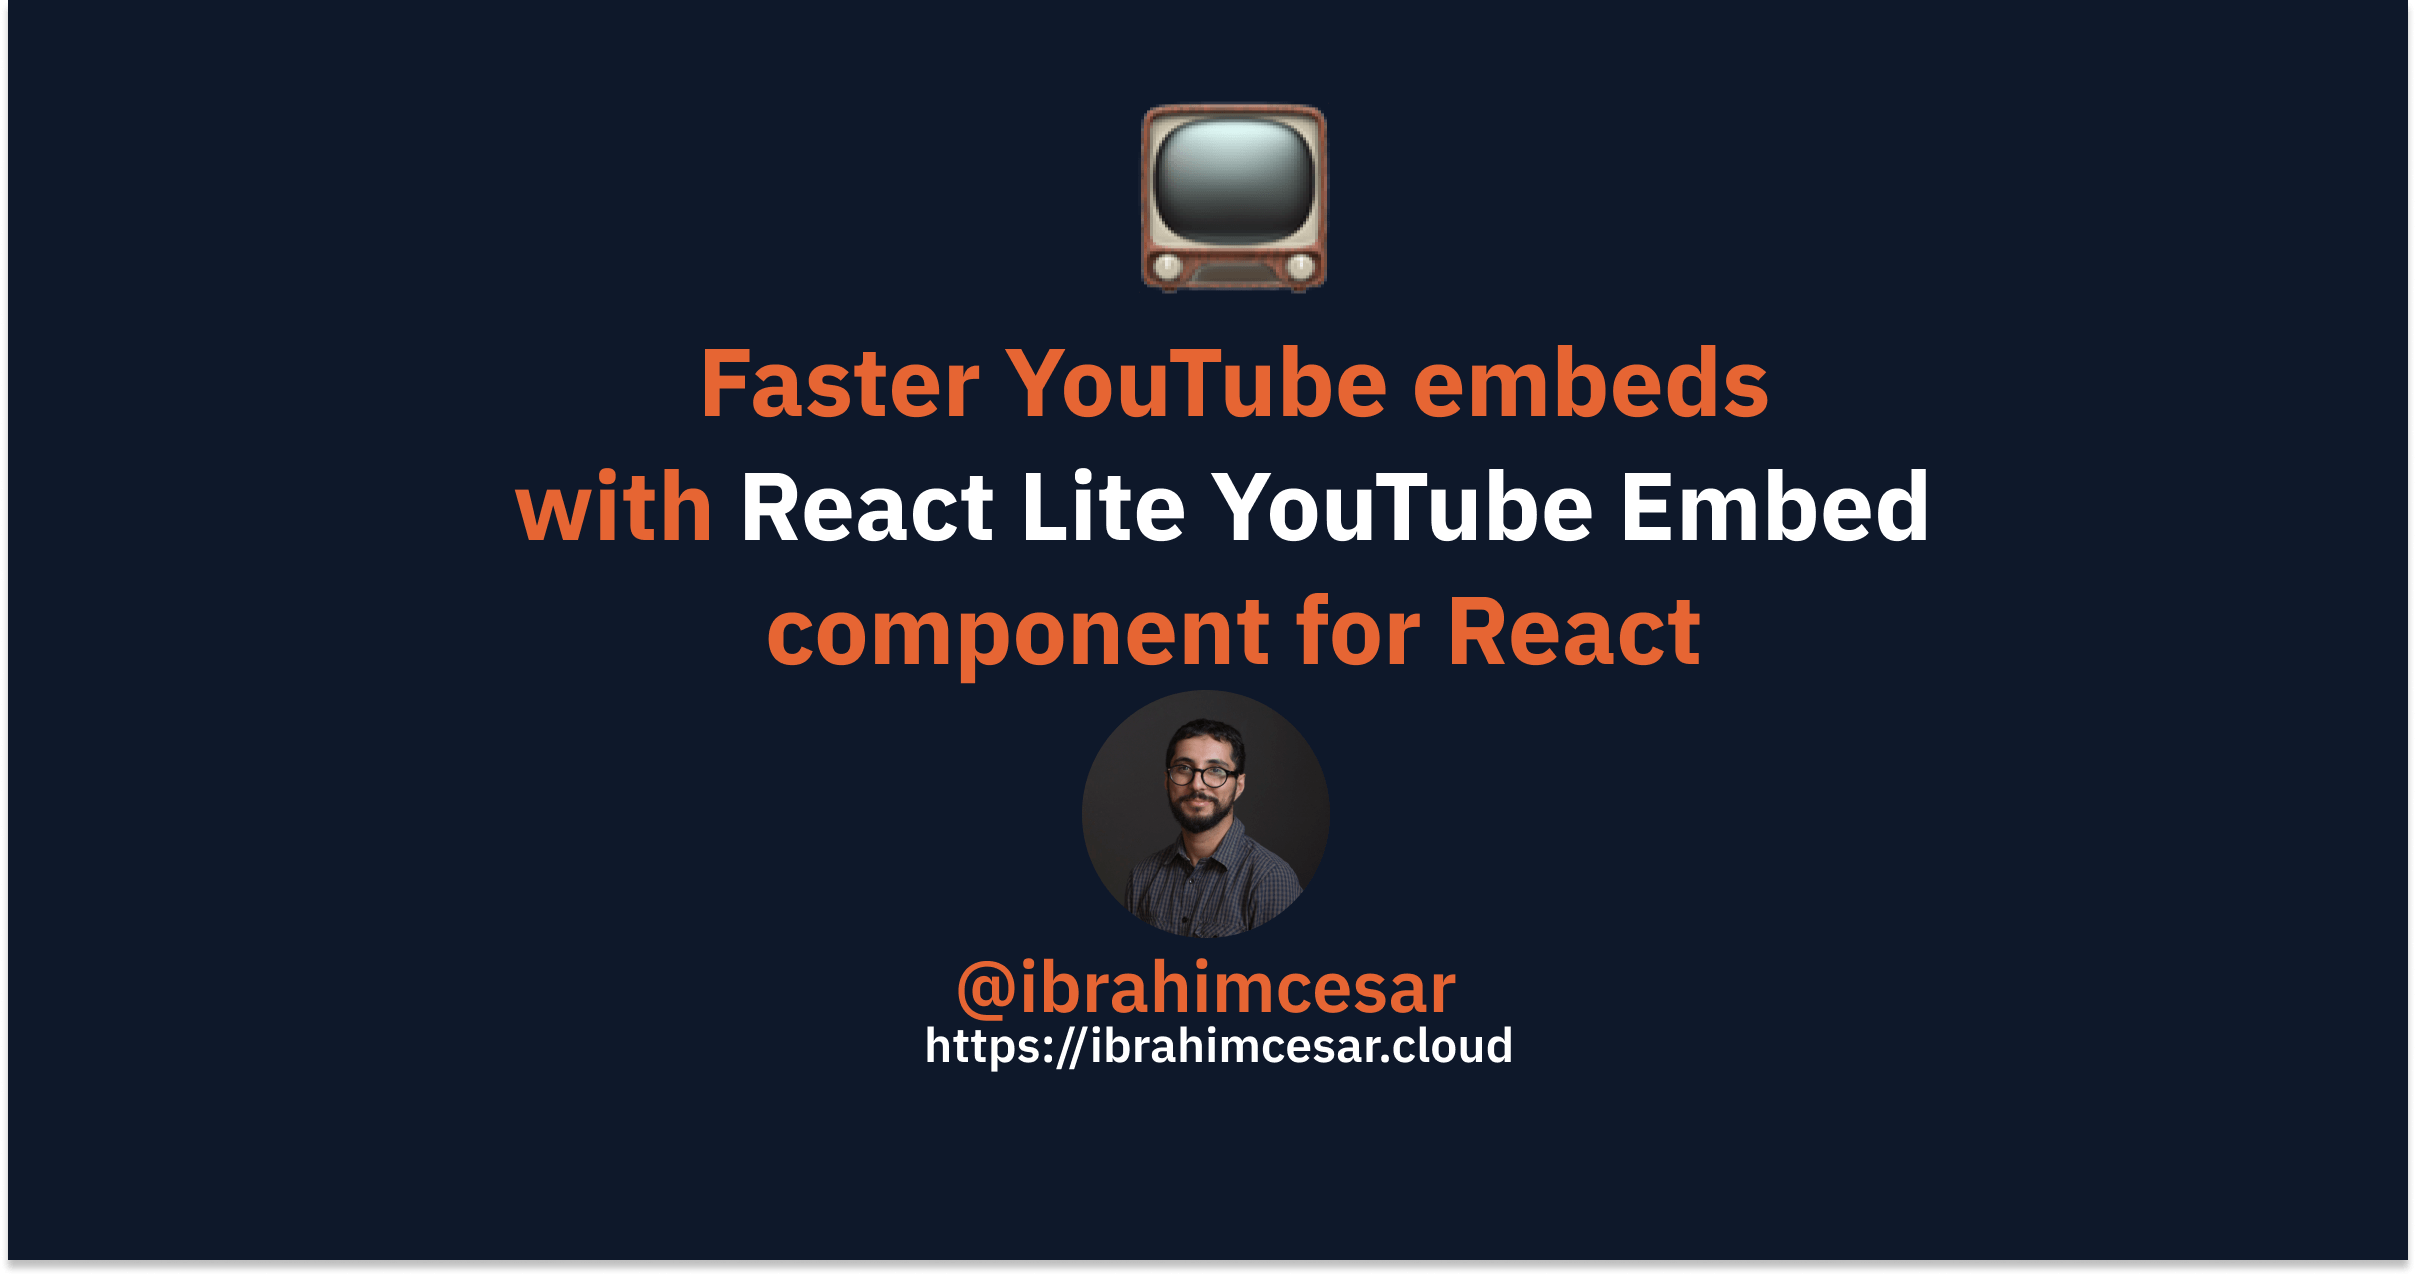 Faster YouTube embeds
with React Lite YouTube Embed
component for React
@ibrahimcesar
https://ibrahimcesar.cloud